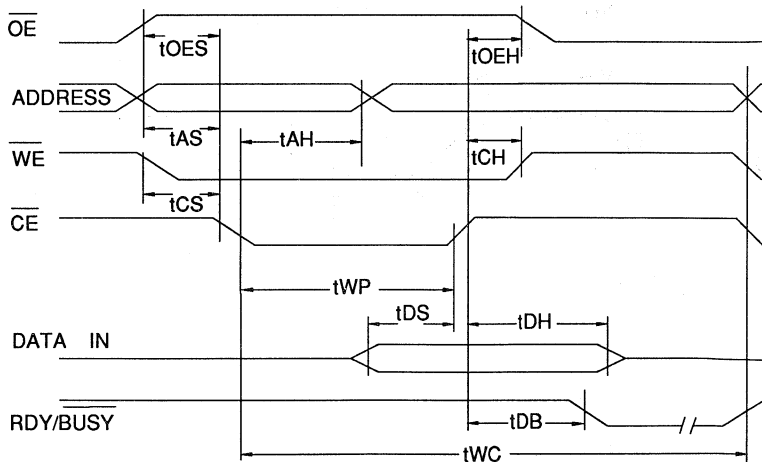 OE
tOES
tOEH
ADDRESS
tAS
tAH
tCH
WE
tCS
CE
tWP
tDS
tDH
DATA IN
RDY/BUSY
tDB
tWC